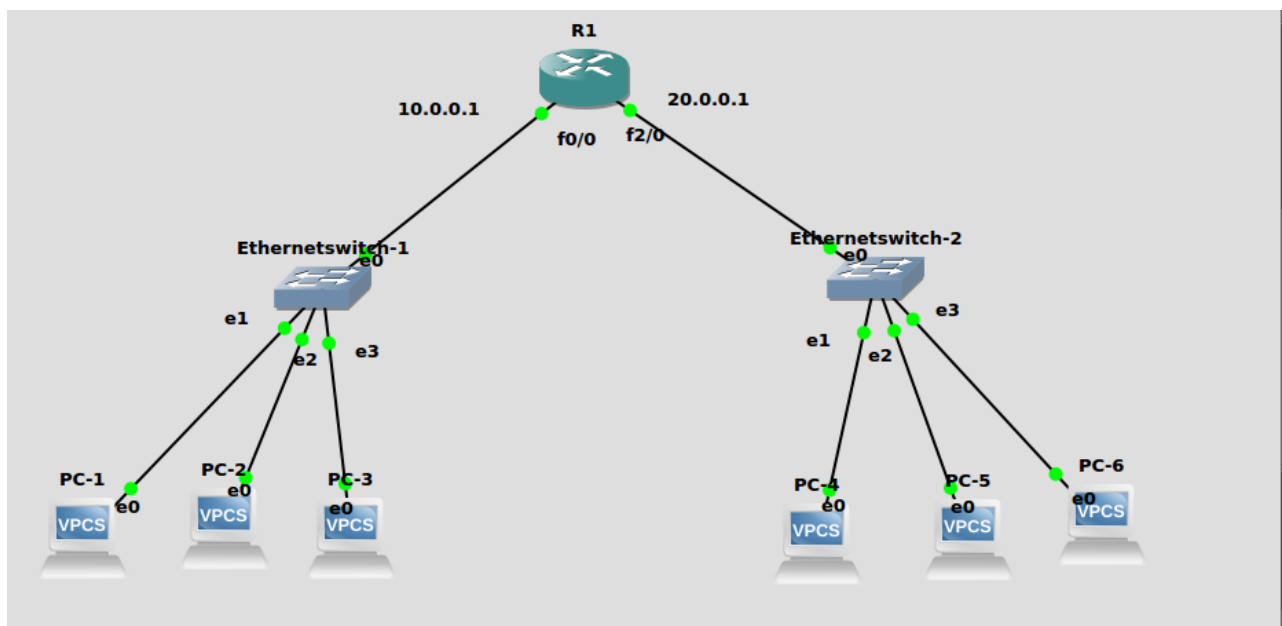 R1
10.0.0.1
20.0.0.1
f0/0
f2/0
Ethernetswitch-1
e0
Ethernetswitch-2
e0
e1
e2
e3
e1
e2
e3
PC-1
e0
VPCS
PC-2
e0
VPCS
PC-3
e0
VPCS
PC-4
e0
VPCS
PC-5
e0
VPCS
PC-6
e0
VPCS